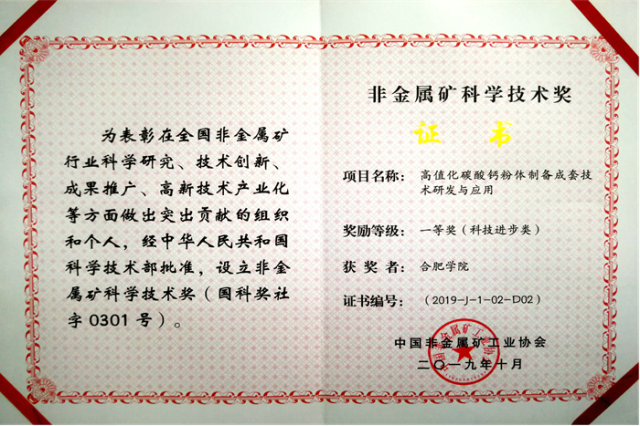 为表彰在全国非金属矿
行业科学研究、技术创新、
成果推广、高新技术产业化
等方面做出突出贡献的组织
和个人，经中华人民共和国
科学技术部批准，设立非金
属矿科学技术奖（国科奖社
字0301号）。
非金属矿科学技术奖
证 书
项目名称： 高值化碳酸钙粉体制备成套技
术研发与应用
奖励等级： 一等奖（科技进步类）
获 奖 者： 合肥学院
证书编号： （2019-J-1-02-D02）
中国非金属矿工业协会
二〇一九年十月